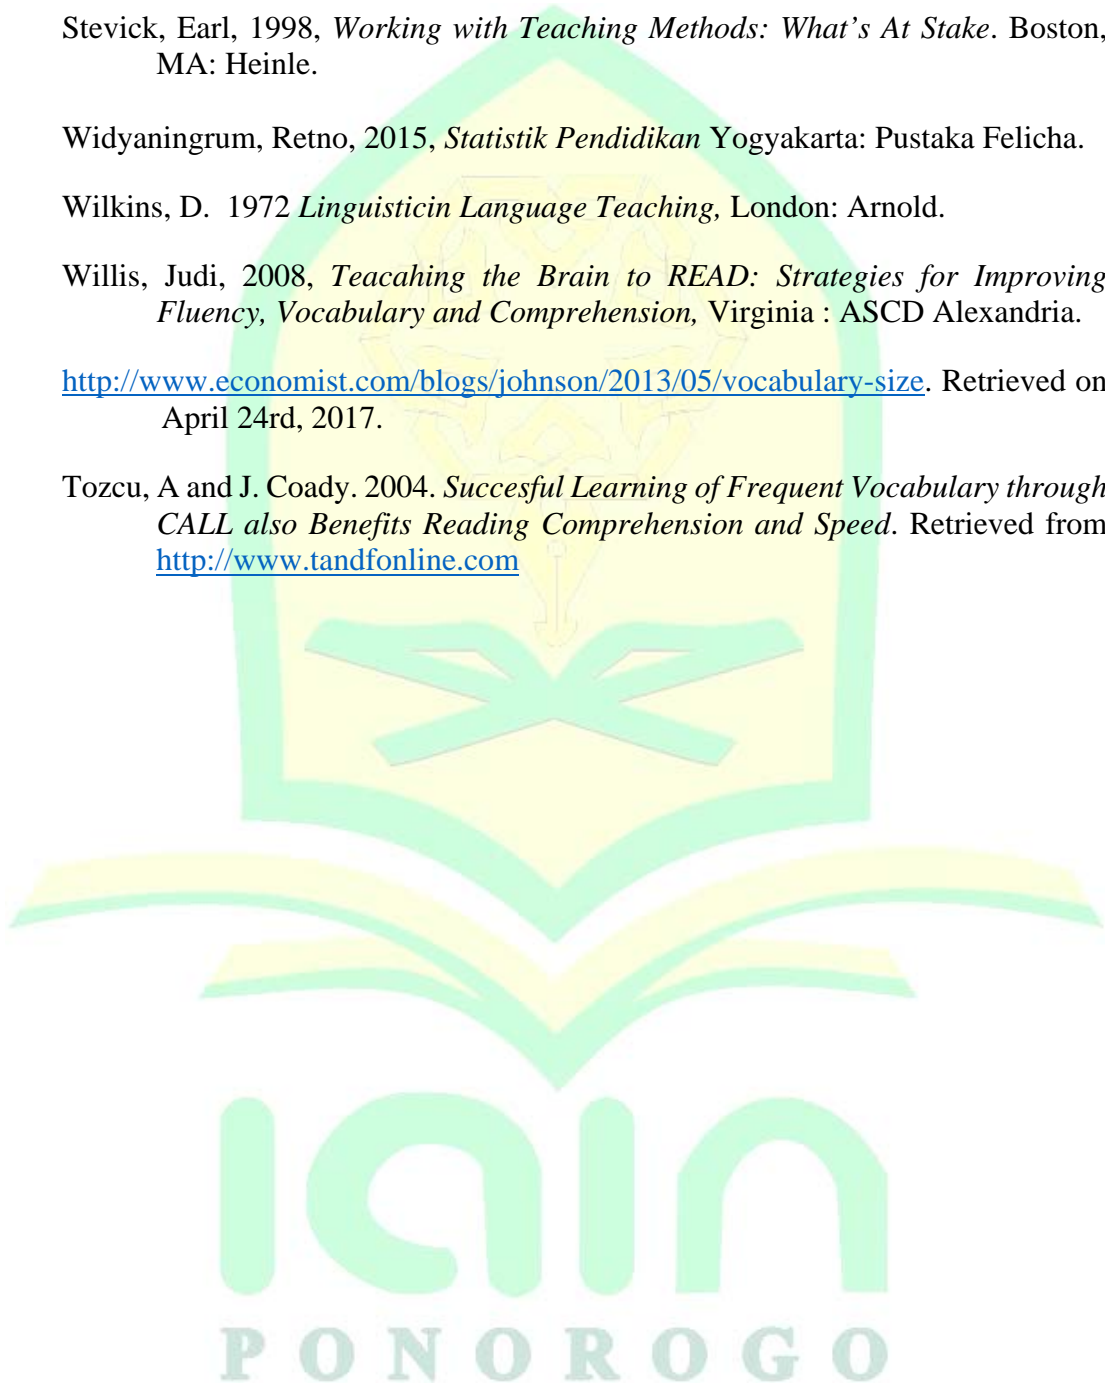 Stevick, Earl, 1998, Working with Teaching Methods: What’s At Stake. Boston,
MA: Heinle.
Widyaningrum, Retno, 2015, Statistik Pendidikan Yogyakarta: Pustaka Felicha.
Wilkins, D.  1972 Linguisticin Language Teaching, London: Arnold.
Willis, Judi, 2008, Teacahing the Brain to READ: Strategies for Improving
Fluency, Vocabulary and Comprehension, Virginia : ASCD Alexandria.
http://www.economist.com/blogs/johnson/2013/05/vocabulary-size. Retrieved on
April 24rd, 2017.
Tozcu, A and J. Coady. 2004. Succesful Learning of Frequent Vocabulary through
CALL also Benefits Reading Comprehension and Speed. Retrieved from
http://www.tandfonline.com
iain
PONOROGO